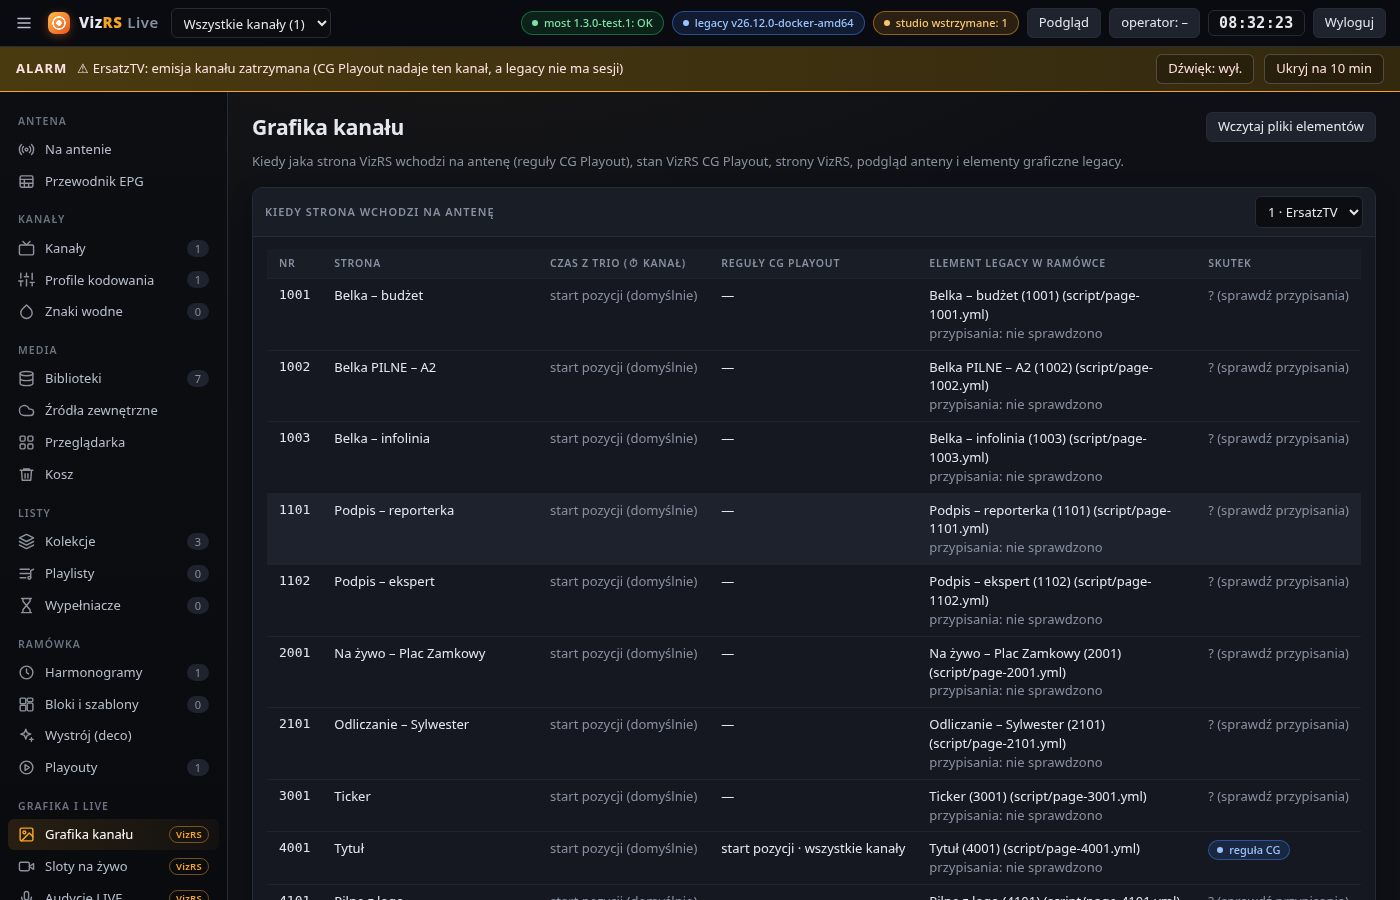 VizRS Live
Wszystkie kanały (1)
most 1.3.0-test.1: OK
legacy v26.12.0-docker-amd64
studio wstrzymane: 1
Podgląd
operator: –
08:32:23
Wyloguj
ALARM ⚠ ErsatzTV: emisja kanału zatrzymana (CG Playout nadaje ten kanał, a legacy nie ma sesji)
Dźwięk: wył.
Ukryj na 10 min
ANTENA
Na antenie
Przewodnik EPG
KANAŁY
Kanały 1
Profile kodowania 1
Znaki wodne 0
MEDIA
Biblioteki 7
Źródła zewnętrzne
Przeglądarka
Kosz
LISTY
Kolekcje 3
Playlisty 0
Wypełniacze 0
RAMÓWKA
Harmonogramy 1
Bloki i szablony 0
Wystrój (deco)
Playouty 1
GRAFIKA I LIVE
Grafika kanału VizRS
Sloty na żywo VizRS
Audycje LIVE VizRS
Grafika kanału
Wczytaj pliki elementów
Kiedy jaka strona VizRS wchodzi na antenę (reguły CG Playout), stan VizRS CG Playout, strony VizRS, podgląd anteny i elementy graficzne legacy.
KIEDY STRONA WCHODZI NA ANTENĘ
1 · ErsatzTV
NR STRONA CZAS Z TRIO (⏱ KANAŁ) REGUŁY CG PLAYOUT ELEMENT LEGACY W RAMÓWCE SKUTEK
1001 Belka – budżet start pozycji (domyślnie) — Belka – budżet (1001) (script/page- ? (sprawdź przypisania)
1001.yml)
przypisania: nie sprawdzono
1002 Belka PILNE – A2 start pozycji (domyślnie) — Belka PILNE – A2 (1002) (script/page- ? (sprawdź przypisania)
1002.yml)
przypisania: nie sprawdzono
1003 Belka – infolinia start pozycji (domyślnie) — Belka – infolinia (1003) (script/page- ? (sprawdź przypisania)
1003.yml)
przypisania: nie sprawdzono
1101 Podpis – reporterka start pozycji (domyślnie) — Podpis – reporterka (1101) (script/page- ? (sprawdź przypisania)
1101.yml)
przypisania: nie sprawdzono
1102 Podpis – ekspert start pozycji (domyślnie) — Podpis – ekspert (1102) (script/page- ? (sprawdź przypisania)
1102.yml)
przypisania: nie sprawdzono
2001 Na żywo – Plac Zamkowy start pozycji (domyślnie) — Na żywo – Plac Zamkowy (2001) ? (sprawdź przypisania)
(script/page-2001.yml)
przypisania: nie sprawdzono
2101 Odliczanie – Sylwester start pozycji (domyślnie) — Odliczanie – Sylwester (2101) ? (sprawdź przypisania)
(script/page-2101.yml)
przypisania: nie sprawdzono
3001 Ticker start pozycji (domyślnie) — Ticker (3001) (script/page-3001.yml) ? (sprawdź przypisania)
przypisania: nie sprawdzono
4001 Tytuł start pozycji (domyślnie) start pozycji · wszystkie kanały Tytuł (4001) (script/page-4001.yml) reguła CG
przypisania: nie sprawdzono